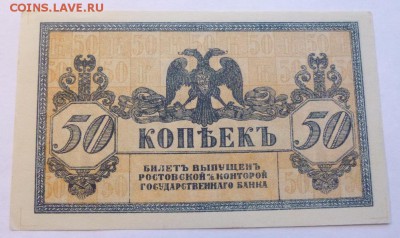 COINS.LAVE.RU
50 КОПѢЕКЪ 50
БИЛЕТЪ ВЫПУЩЕНЪ
РОСТОВСКОЙ н/Д КОНТОРОЙ
ГОСУДАРСТВЕННАГО БАНКА